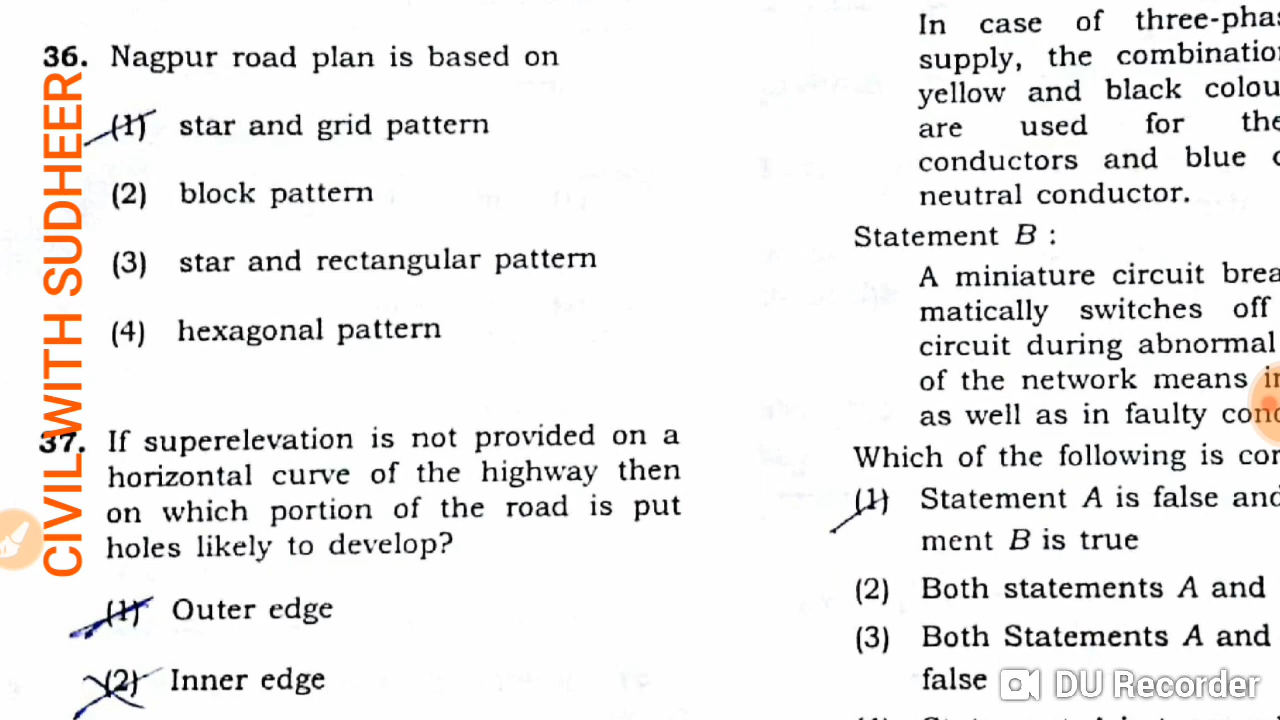 CIVIL WITH SUDHEER
36. Nagpur road plan is based on
(1) star and grid pattern
(2) block pattern
(3) star and rectangular pattern
(4) hexagonal pattern
37. If superelevation is not provided on a
horizontal curve of the highway then
on which portion of the road is put
holes likely to develop?
(1) Outer edge
(2) Inner edge
In case of three-phas
supply, the combination
yellow and black colou
are used for the
conductors and blue c
neutral conductor.
Statement B :
A miniature circuit brea
matically switches off
circuit during abnormal
of the network means in
as well as in faulty cond
Which of the following is cor
(1) Statement A is false and
ment B is true
(2) Both statements A and
(3) Both Statements A and
false
DU Recorder